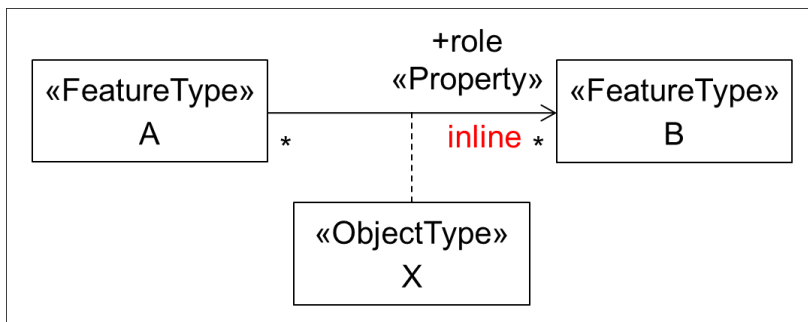 +role
«Property»
«FeatureType»
A
*
inline
*
«FeatureType»
B
«ObjectType»
X